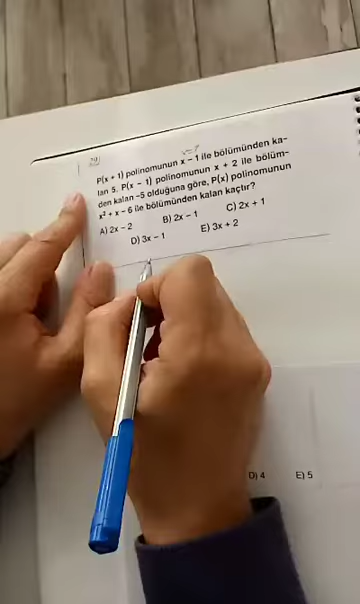 P(x + 1) polinomunun x – 1 ile bölümünden ka-
lan 5, P(x – 1) polinomunun x + 2 ile bölüm-
den kalan –5 olduğuna göre, P(x) polinomunun
x² + x – 6 ile bölümünden kalan kaçtır?
A) 2x – 2 B) 2x – 1 C) 2x + 1
D) 3x – 1 E) 3x + 2
D) 4 E) 5